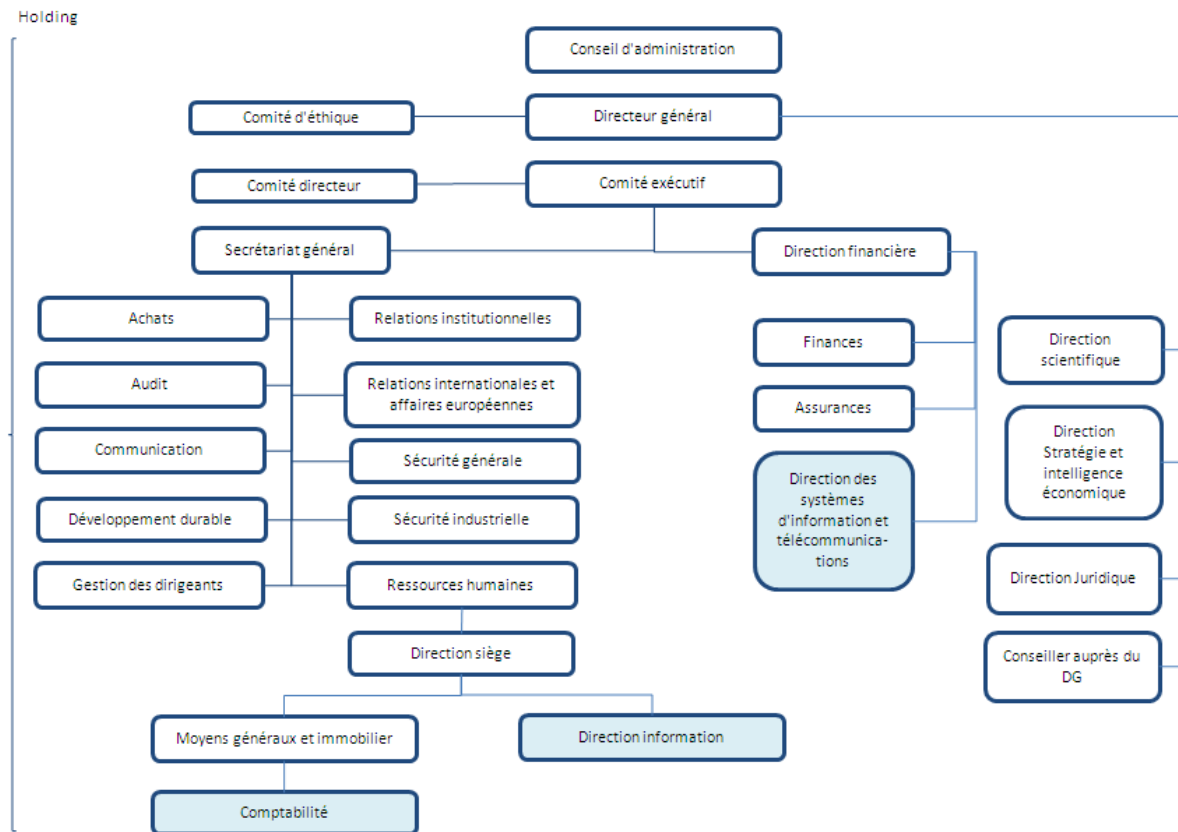 Holding
Conseil d'administration
Comité d'éthique
Directeur général
Comité directeur
Comité exécutif
Secrétariat général
Direction financière
Achats
Relations institutionnelles
Audit
Relations internationales et
affaires européennes
Communication
Sécurité générale
Développement durable
Sécurité industrielle
Gestion des dirigeants
Ressources humaines
Direction siège
Moyens généraux et immobilier
Direction information
Comptabilité
Finances
Assurances
Direction des
systèmes
d'information et
télécommunica-
tions
Direction
scientifique
Direction
Stratégie et
intelligence
économique
Direction Juridique
Conseiller auprès du
DG